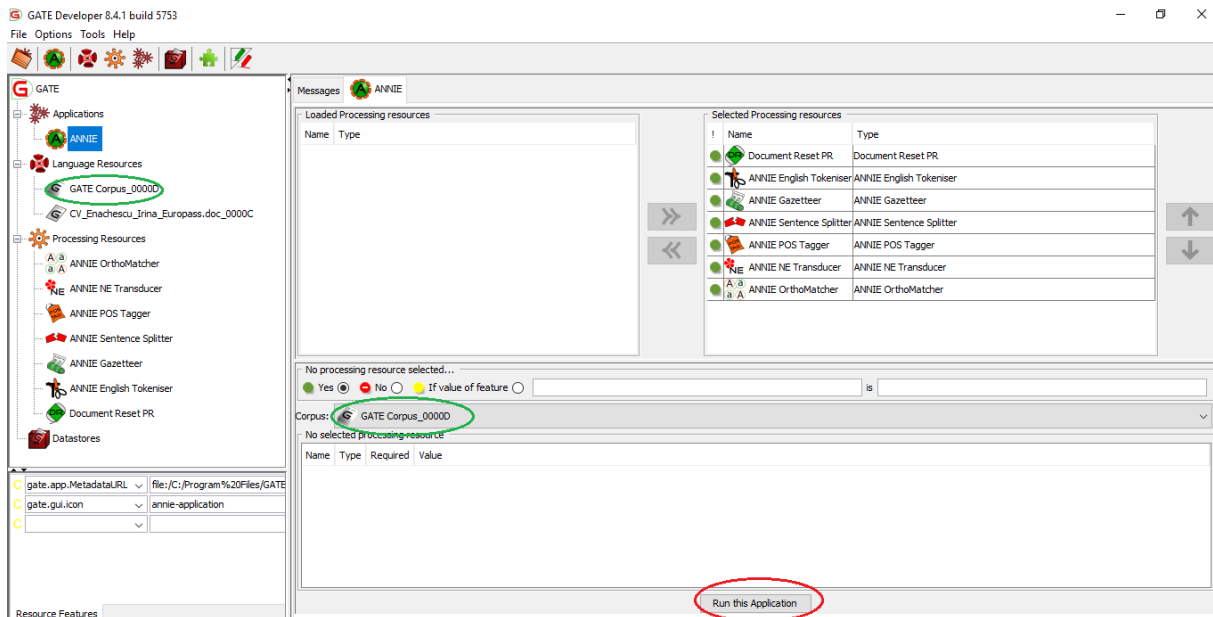 GATE Developer 8.4.1 build 5753
File Options Tools Help
GATE
Applications
ANNIE
Language Resources
GATE Corpus_0000D
CV_Enachescu_Irina_Europass.doc_0000C
Processing Resources
ANNIE OrthoMatcher
ANNIE NE Transducer
ANNIE POS Tagger
ANNIE Sentence Splitter
ANNIE Gazetteer
ANNIE English Tokeniser
Document Reset PR
Datastores
C gate.app.MetadataURL file:/C:/Program%20Files/GATE
C gate.gui.icon annie-application
C
Resource Features
Messages ANNIE
Loaded Processing resources
Name Type
Selected Processing resources
! Name Type
Document Reset PR Document Reset PR
ANNIE English Tokeniser ANNIE English Tokeniser
ANNIE Gazetteer ANNIE Gazetteer
ANNIE Sentence Splitter ANNIE Sentence Splitter
ANNIE POS Tagger ANNIE POS Tagger
ANNIE NE Transducer ANNIE NE Transducer
ANNIE OrthoMatcher ANNIE OrthoMatcher
No processing resource selected...
Yes No If value of feature is
Corpus: GATE Corpus_0000D
No selected processing resource
Name Type Required Value
Run this Application